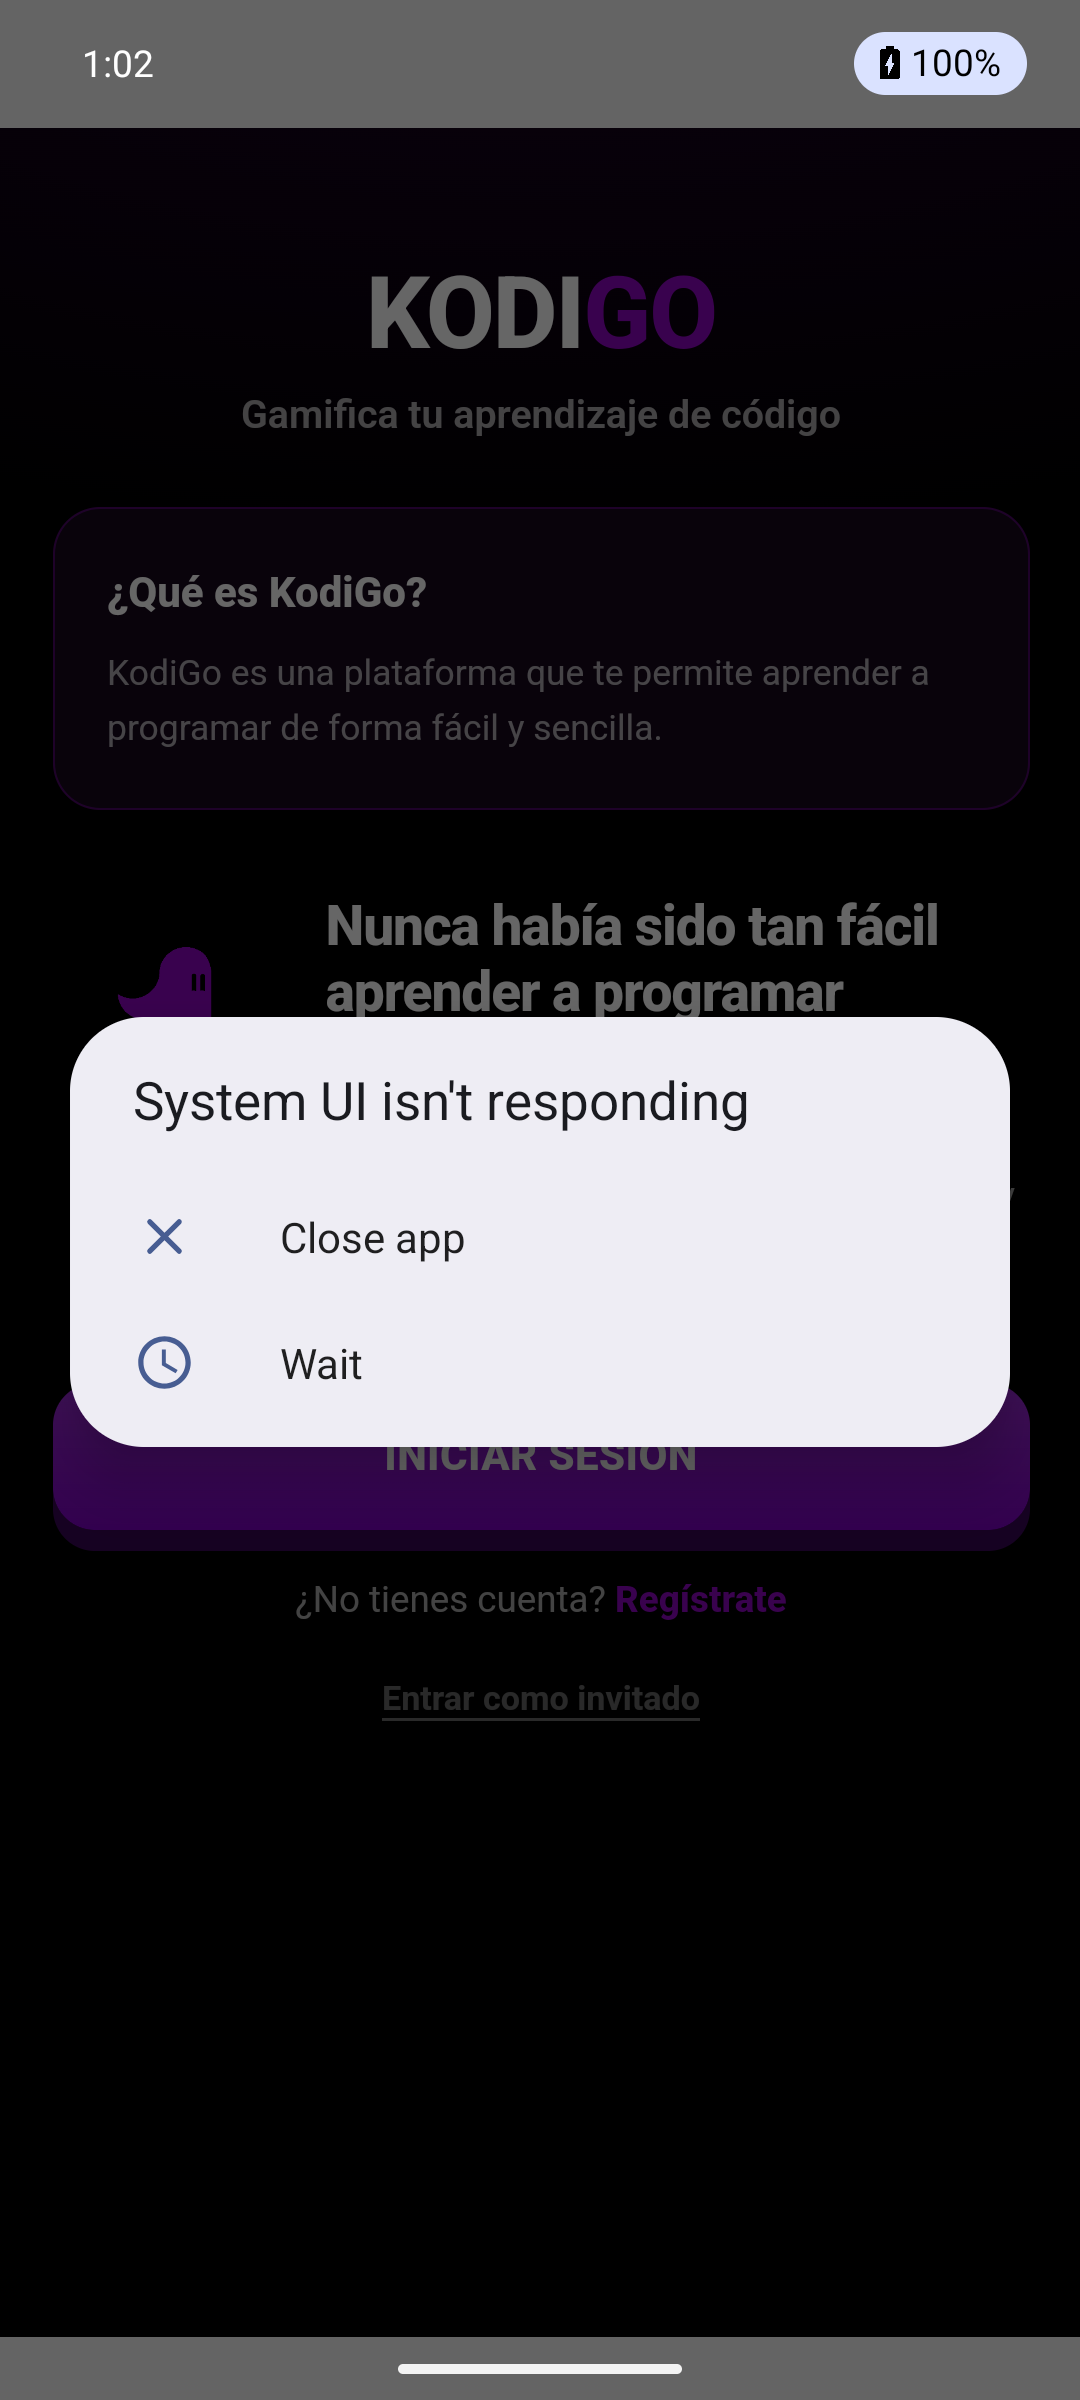 1:02
100%
KODIGO
Gamifica tu aprendizaje de código
¿Qué es KodiGo?
KodiGo es una plataforma que te permite aprender a
programar de forma fácil y sencilla.
Nunca había sido tan fácil
aprender a programar
System UI isn't responding
Close app
Wait
INICIAR SESIÓN
¿No tienes cuenta? Regístrate
Entrar como invitado